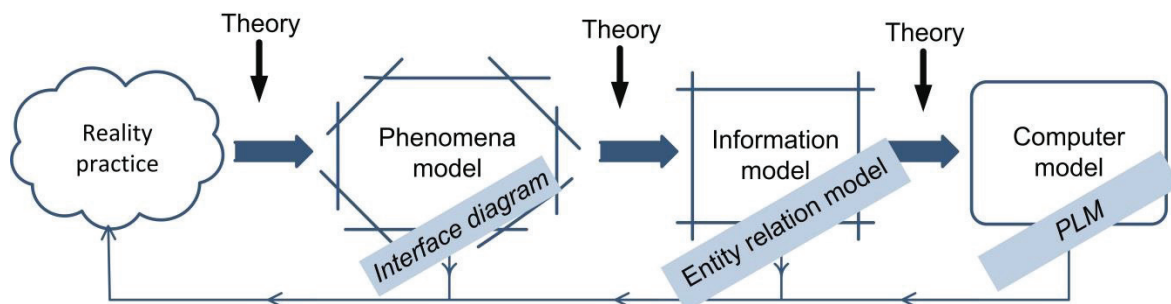 Theory
Theory
Theory
Reality
practice
Phenomena
model
Information
model
Computer
model
Interface diagram
Entity relation model
PLM